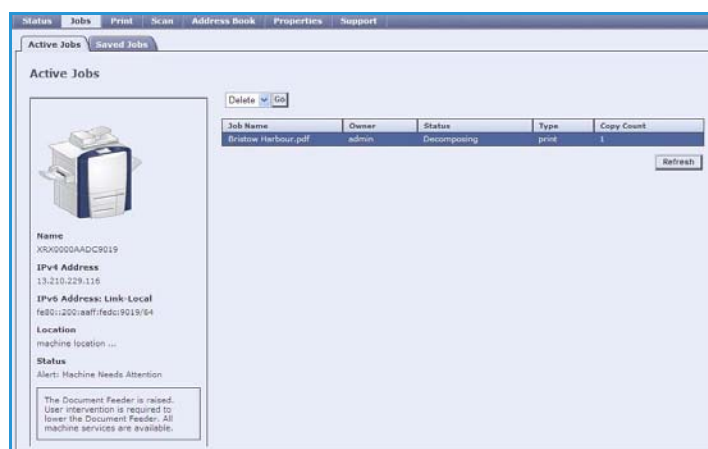 Status Jobs Print Scan Address Book Properties Support
Active Jobs Saved Jobs
Active Jobs
Delete Go
Job Name Owner Status Type Copy Count
Bristow Harbour.pdf admin Decomposing print 1
Refresh
Name
XRX0000AADC9019
IPv4 Address
13.210.229.116
IPv6 Address: Link-Local
fe80::200:aaff:fedc:9019/64
Location
machine location ...
Status
Alert: Machine Needs Attention
The Document Feeder is raised.
User intervention is required to
lower the Document Feeder. All
machine services are available.